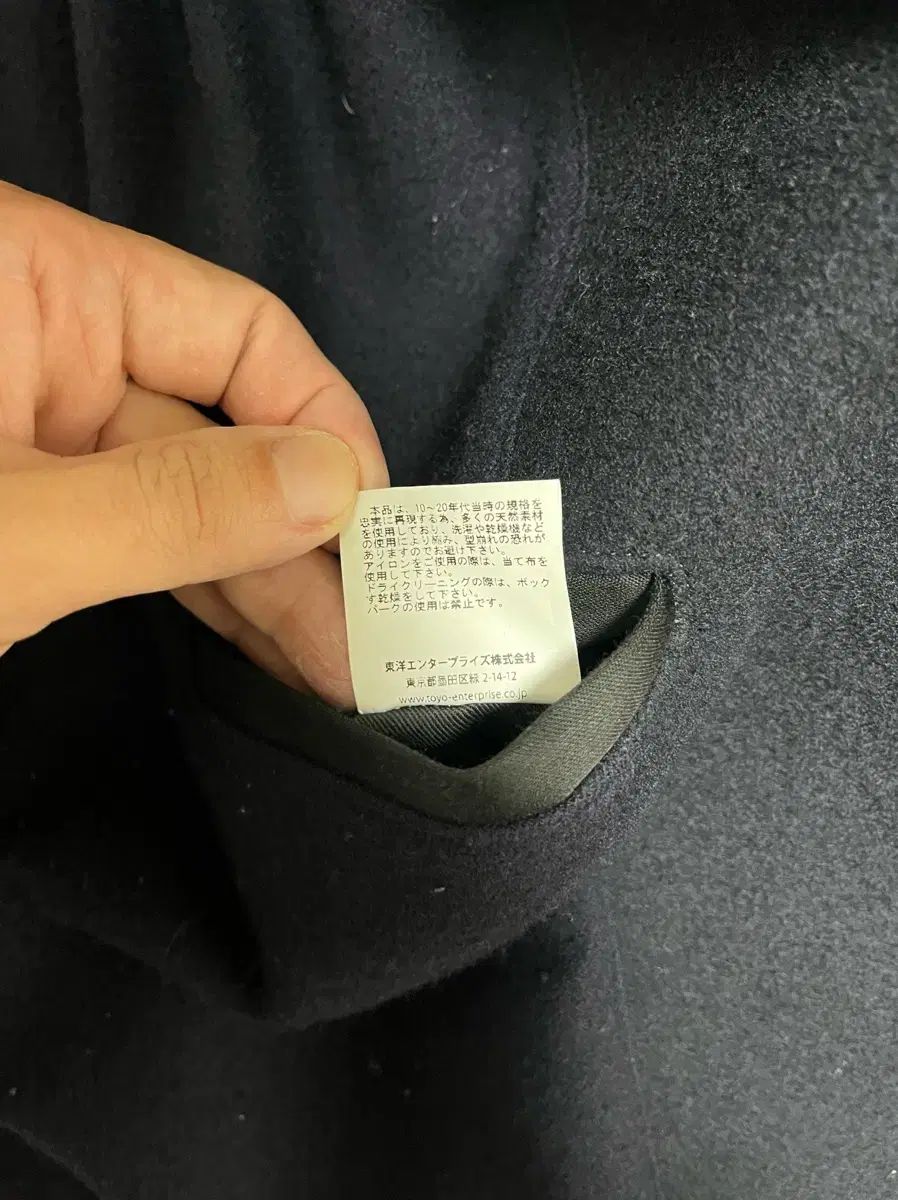 本品は、10～20年代当時の規格を
忠実に再現する為、多くの天然素材
を使用しており、洗濯や乾燥機など
の使用により縮み、型崩れの恐れが
ありますのでお避け下さい。
アイロンをご使用の際は、当て布を
使用して下さい。
ドライクリーニングの際は、ボック
す乾燥をして下さい。
パークの使用は禁止です。
東洋エンタープライズ株式会社
東京都墨田区緑 2-14-12
www.toyo-enterprise.co.jp